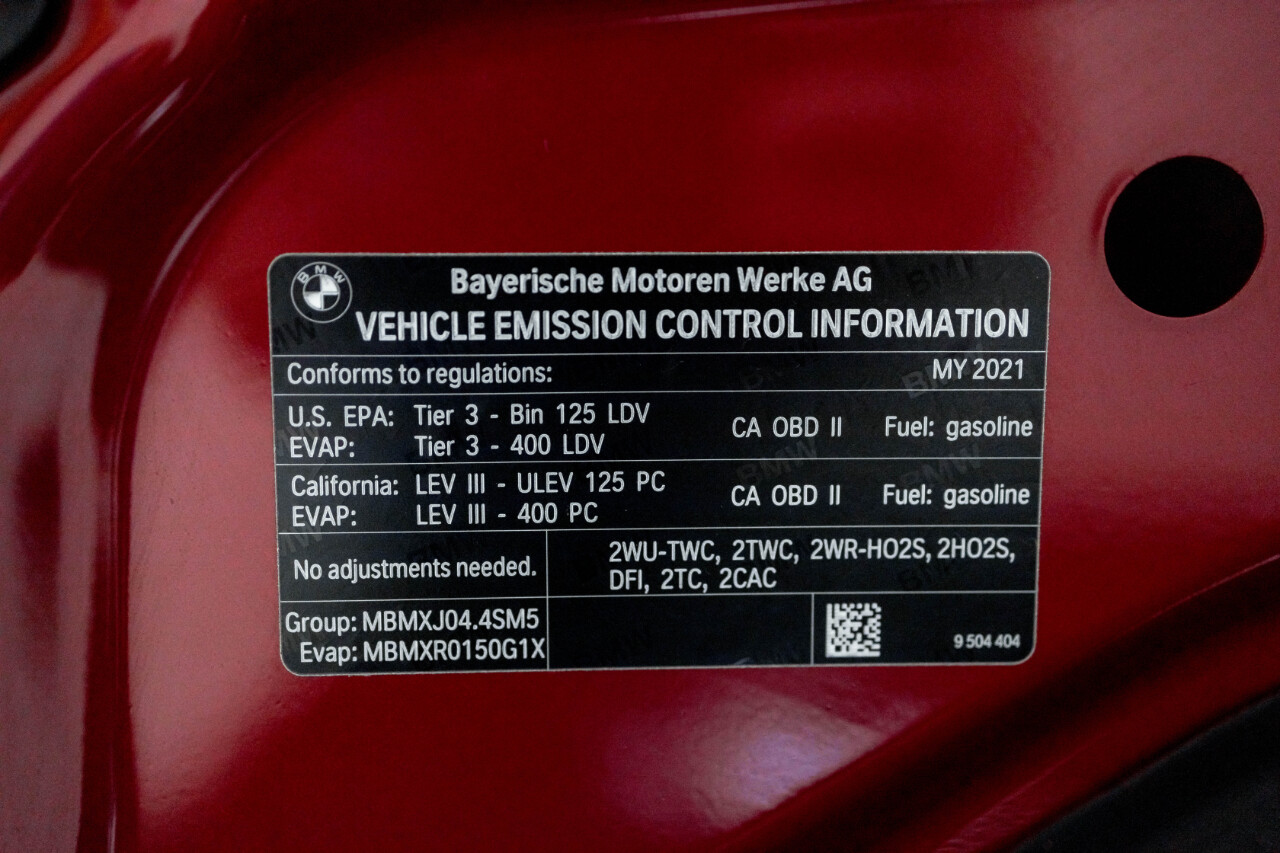 BMW
Bayerische Motoren Werke AG
VEHICLE EMISSION CONTROL INFORMATION
Conforms to regulations: MY 2021
U.S. EPA: Tier 3 - Bin 125 LDV CA OBD II Fuel: gasoline
EVAP: Tier 3 - 400 LDV
California: LEV III - ULEV 125 PC CA OBD II Fuel: gasoline
EVAP: LEV III - 400 PC
No adjustments needed.
2WU-TWC, 2TWC, 2WR-HO2S, 2HO2S,
DFI, 2TC, 2CAC
Group: MBMXJ04.4SM5
Evap: MBMXR0150G1X
9 504 404